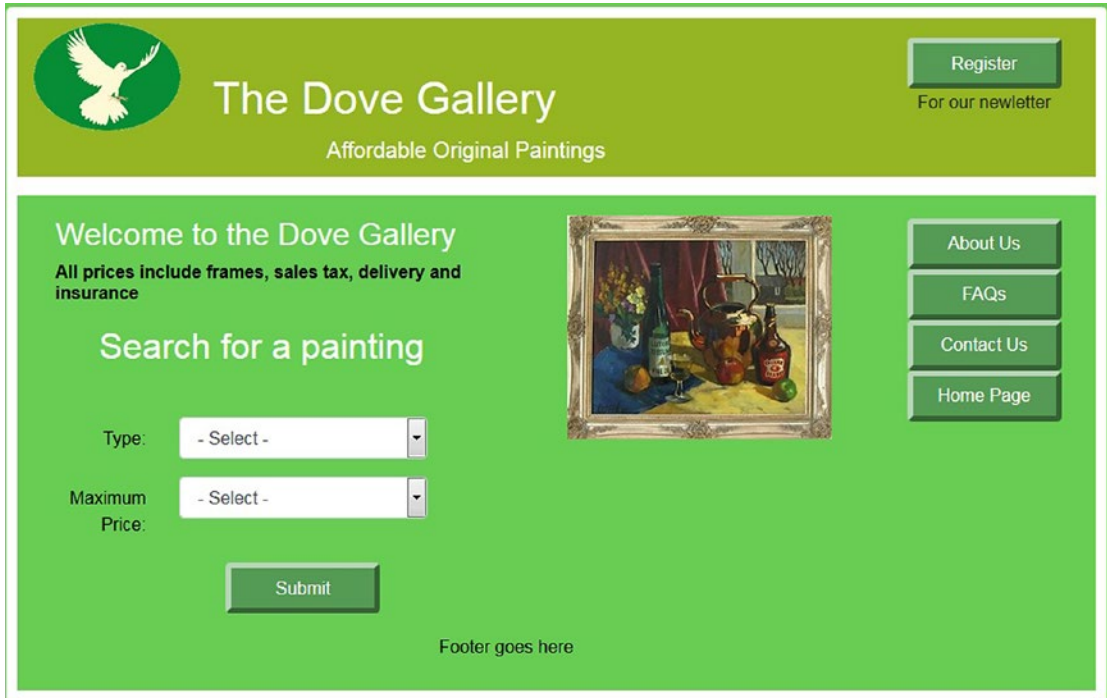 The Dove Gallery
Affordable Original Paintings
Register
For our newletter
Welcome to the Dove Gallery
All prices include frames, sales tax, delivery and
insurance
Search for a painting
Type:
- Select -
Maximum
Price:
- Select -
Submit
About Us
FAQs
Contact Us
Home Page
Footer goes here